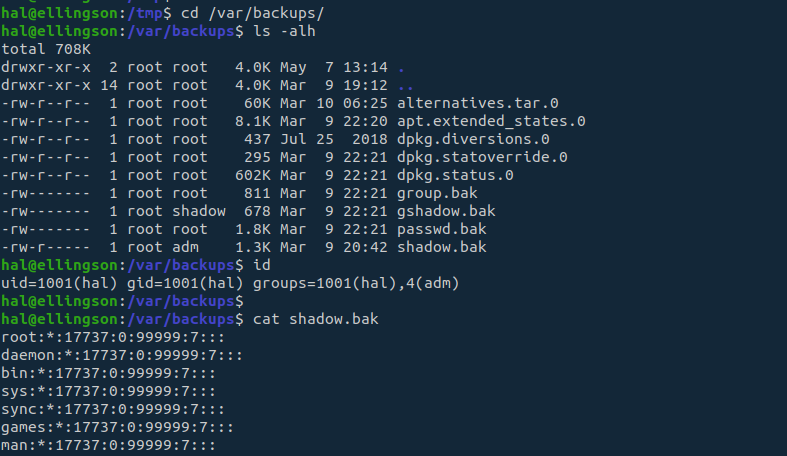 hal@ellingson:/tmp$ cd /var/backups/
hal@ellingson:/var/backups$ ls -alh
total 708K
drwxr-xr-x  2 root root   4.0K May  7 13:14 .
drwxr-xr-x 14 root root   4.0K Mar  9 19:12 ..
-rw-r--r--  1 root root    60K Mar 10 06:25 alternatives.tar.0
-rw-r--r--  1 root root   8.1K Mar  9 22:20 apt.extended_states.0
-rw-r--r--  1 root root    437 Jul 25  2018 dpkg.diversions.0
-rw-r--r--  1 root root    295 Mar  9 22:21 dpkg.statoverride.0
-rw-r--r--  1 root root   602K Mar  9 22:21 dpkg.status.0
-rw-------  1 root root    811 Mar  9 22:21 group.bak
-rw-------  1 root shadow  678 Mar  9 22:21 gshadow.bak
-rw-------  1 root root   1.8K Mar  9 22:21 passwd.bak
-rw-r-----  1 root adm    1.3K Mar  9 20:42 shadow.bak
hal@ellingson:/var/backups$ id
uid=1001(hal) gid=1001(hal) groups=1001(hal),4(adm)
hal@ellingson:/var/backups$
hal@ellingson:/var/backups$ cat shadow.bak
root:*:17737:0:99999:7:::
daemon:*:17737:0:99999:7:::
bin:*:17737:0:99999:7:::
sys:*:17737:0:99999:7:::
sync:*:17737:0:99999:7:::
games:*:17737:0:99999:7:::
man:*:17737:0:99999:7:::